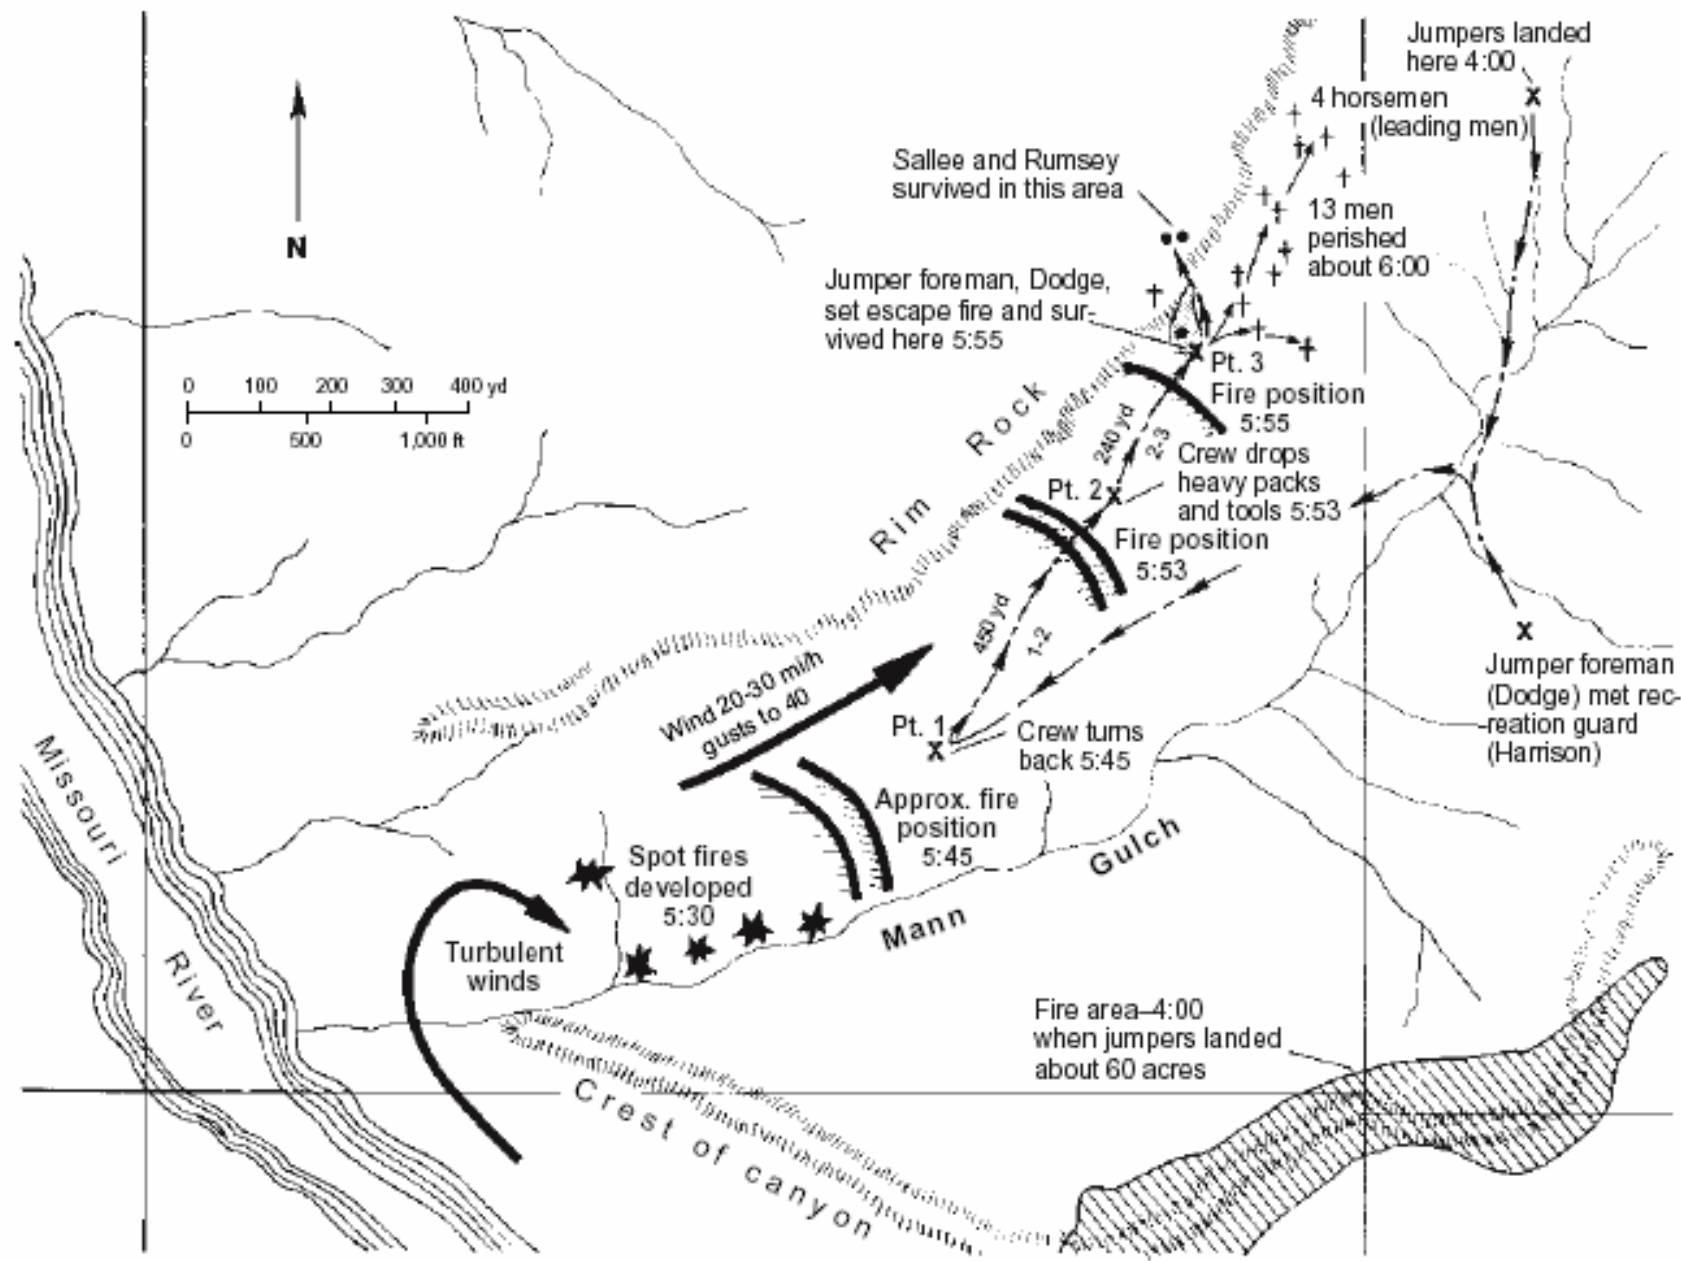 Jumpers landed
here 4:00
4 horsemen
(leading men)
Sallee and Rumsey
survived in this area
13 men
perished
about 6:00
Jumper foreman, Dodge,
set escape fire and sur-
vived here 5:55
N
Pt. 3
Fire position
5:55
0 100 200 300 400 yd
0 500 1,000 ft
Rim Rock
240 yd
2-3
Crew drops
heavy packs
and tools 5:53
Pt. 2
Fire position
5:53
450 yd
1-2
Jumper foreman
(Dodge) met rec-
reation guard
(Harrison)
Wind 20-30 mi/h
gusts to 40
Pt. 1
Crew turns
back 5:45
Missouri River
Approx. fire
position
5:45
Mann Gulch
Spot fires
developed
5:30
Turbulent
winds
Fire area–4:00
when jumpers landed
about 60 acres
Crest of canyon